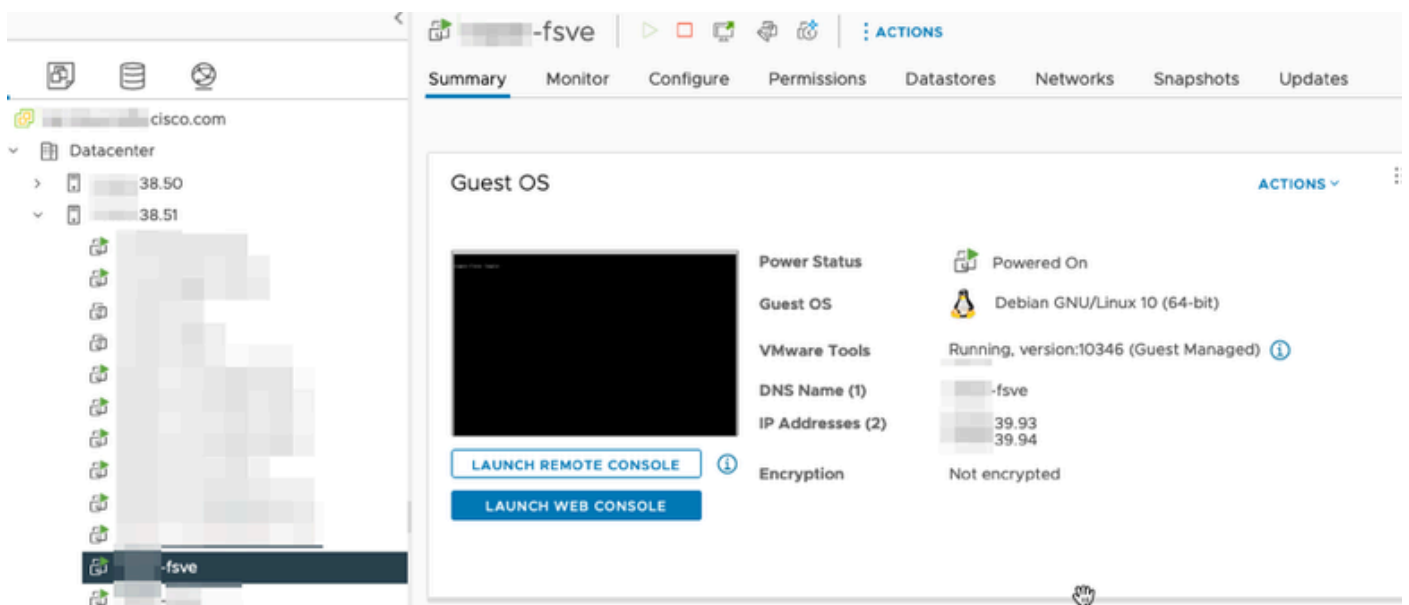 -fsve
ACTIONS
Summary Monitor Configure Permissions Datastores Networks Snapshots Updates
cisco.com
Datacenter
38.50
38.51
Guest OS
ACTIONS
Power Status Powered On
Guest OS Debian GNU/Linux 10 (64-bit)
VMware Tools Running, version:10346 (Guest Managed)
DNS Name (1) -fsve
IP Addresses (2) 39.93
39.94
Encryption Not encrypted
LAUNCH REMOTE CONSOLE
LAUNCH WEB CONSOLE
-fsve